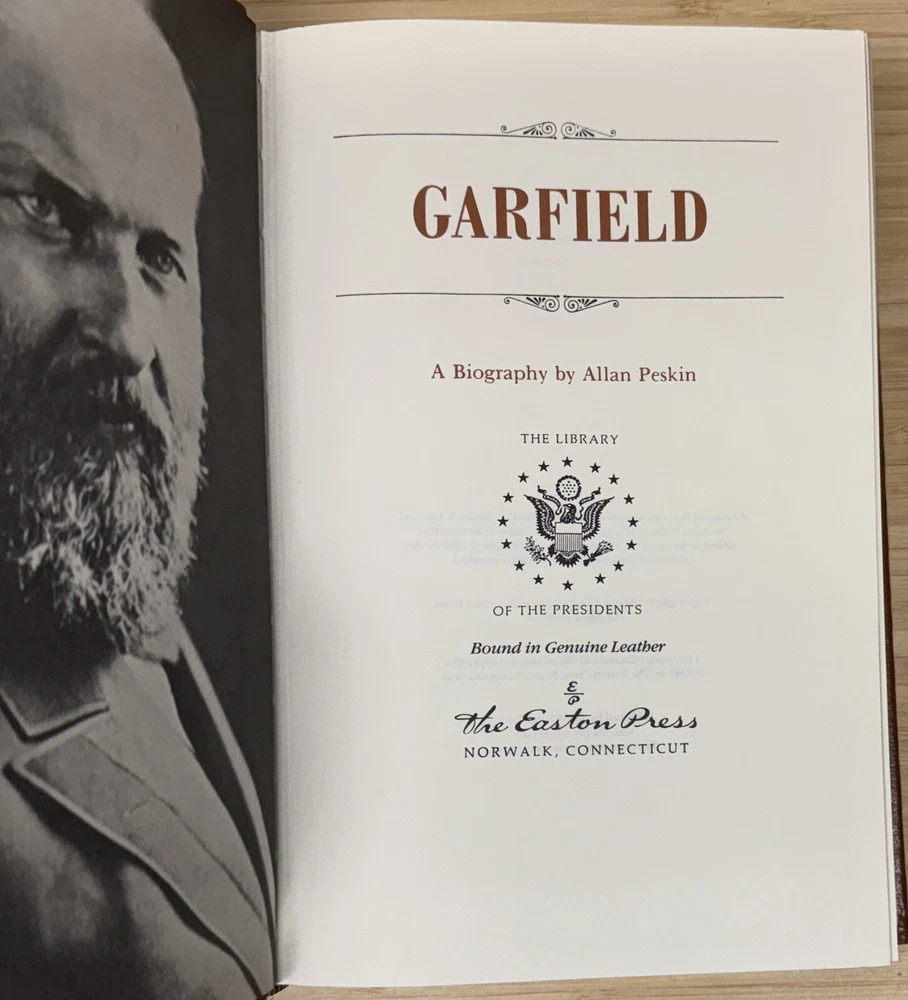 GARFIELD
A Biography by Allan Peskin
THE LIBRARY
OF THE PRESIDENTS
Bound in Genuine Leather
E
P
The Easton Press
NORWALK, CONNECTICUT